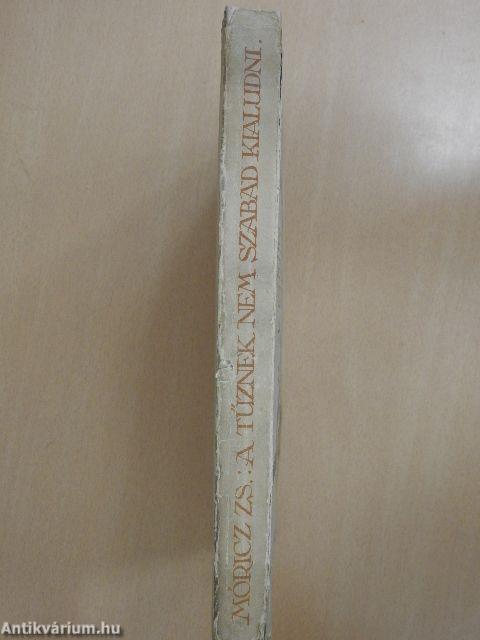 MÓRICZ ZS.: A TŰZNEK NEM SZABAD KIALUDNI.
Antikvárium.hu